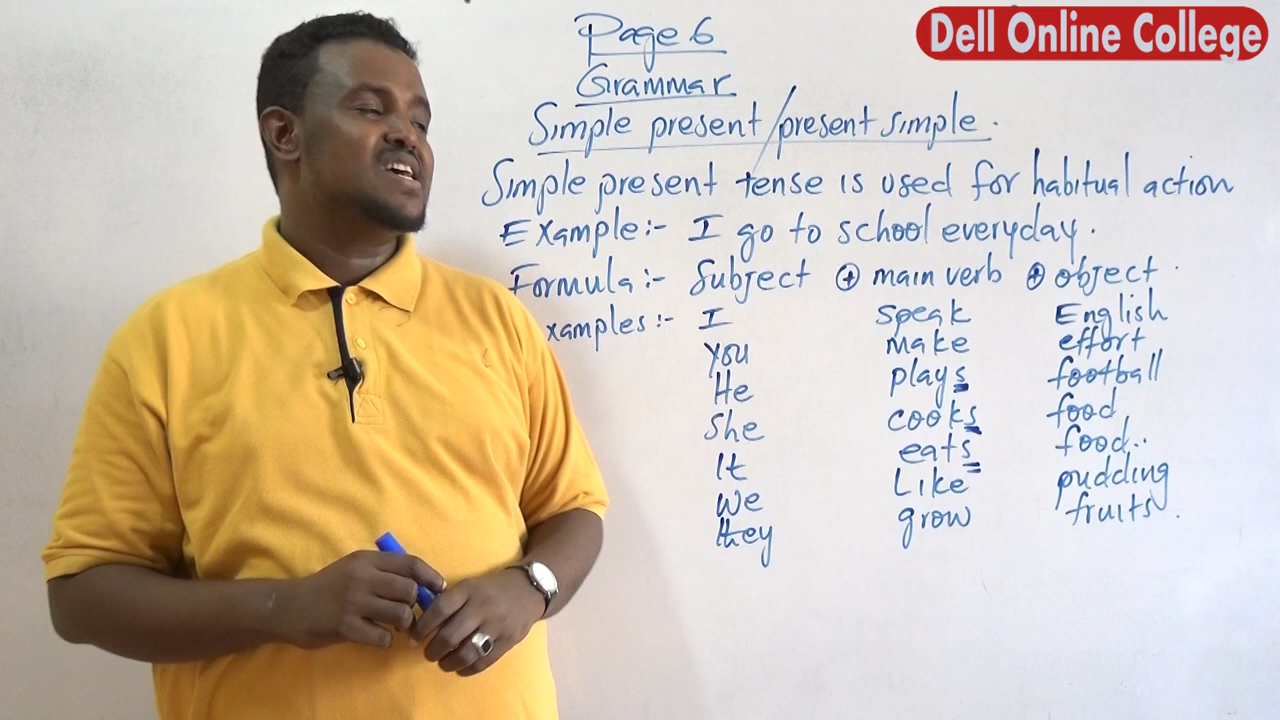 Dell Online College
Page 6
Grammar
Simple present/present simple.
Simple present tense is used for habitual action
Example:- I go to school everyday.
Formula:- Subject ⊕ main verb ⊕ object.
xamples:- I speak English
you make effort
He plays football
She cooks food
It eats food..
we Like pudding
they grow fruits.